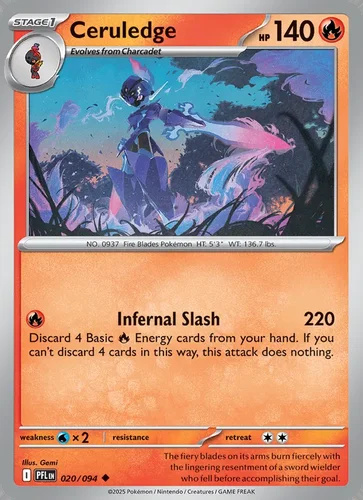 STAGE 1 Ceruledge HP 140
Evolves from Charcadet
NO. 0937 Fire Blades Pokémon HT: 5'3" WT: 136.7 lbs.
Infernal Slash 220
Discard 4 Basic Energy cards from your hand. If you
can't discard 4 cards in this way, this attack does nothing.
weakness ×2 resistance retreat
Illus. Gemi
I PFL EN 020/094
The fiery blades on its arms burn fiercely with
the lingering resentment of a sword wielder
who fell before accomplishing their goal.
©2025 Pokémon / Nintendo / Creatures / GAME FREAK